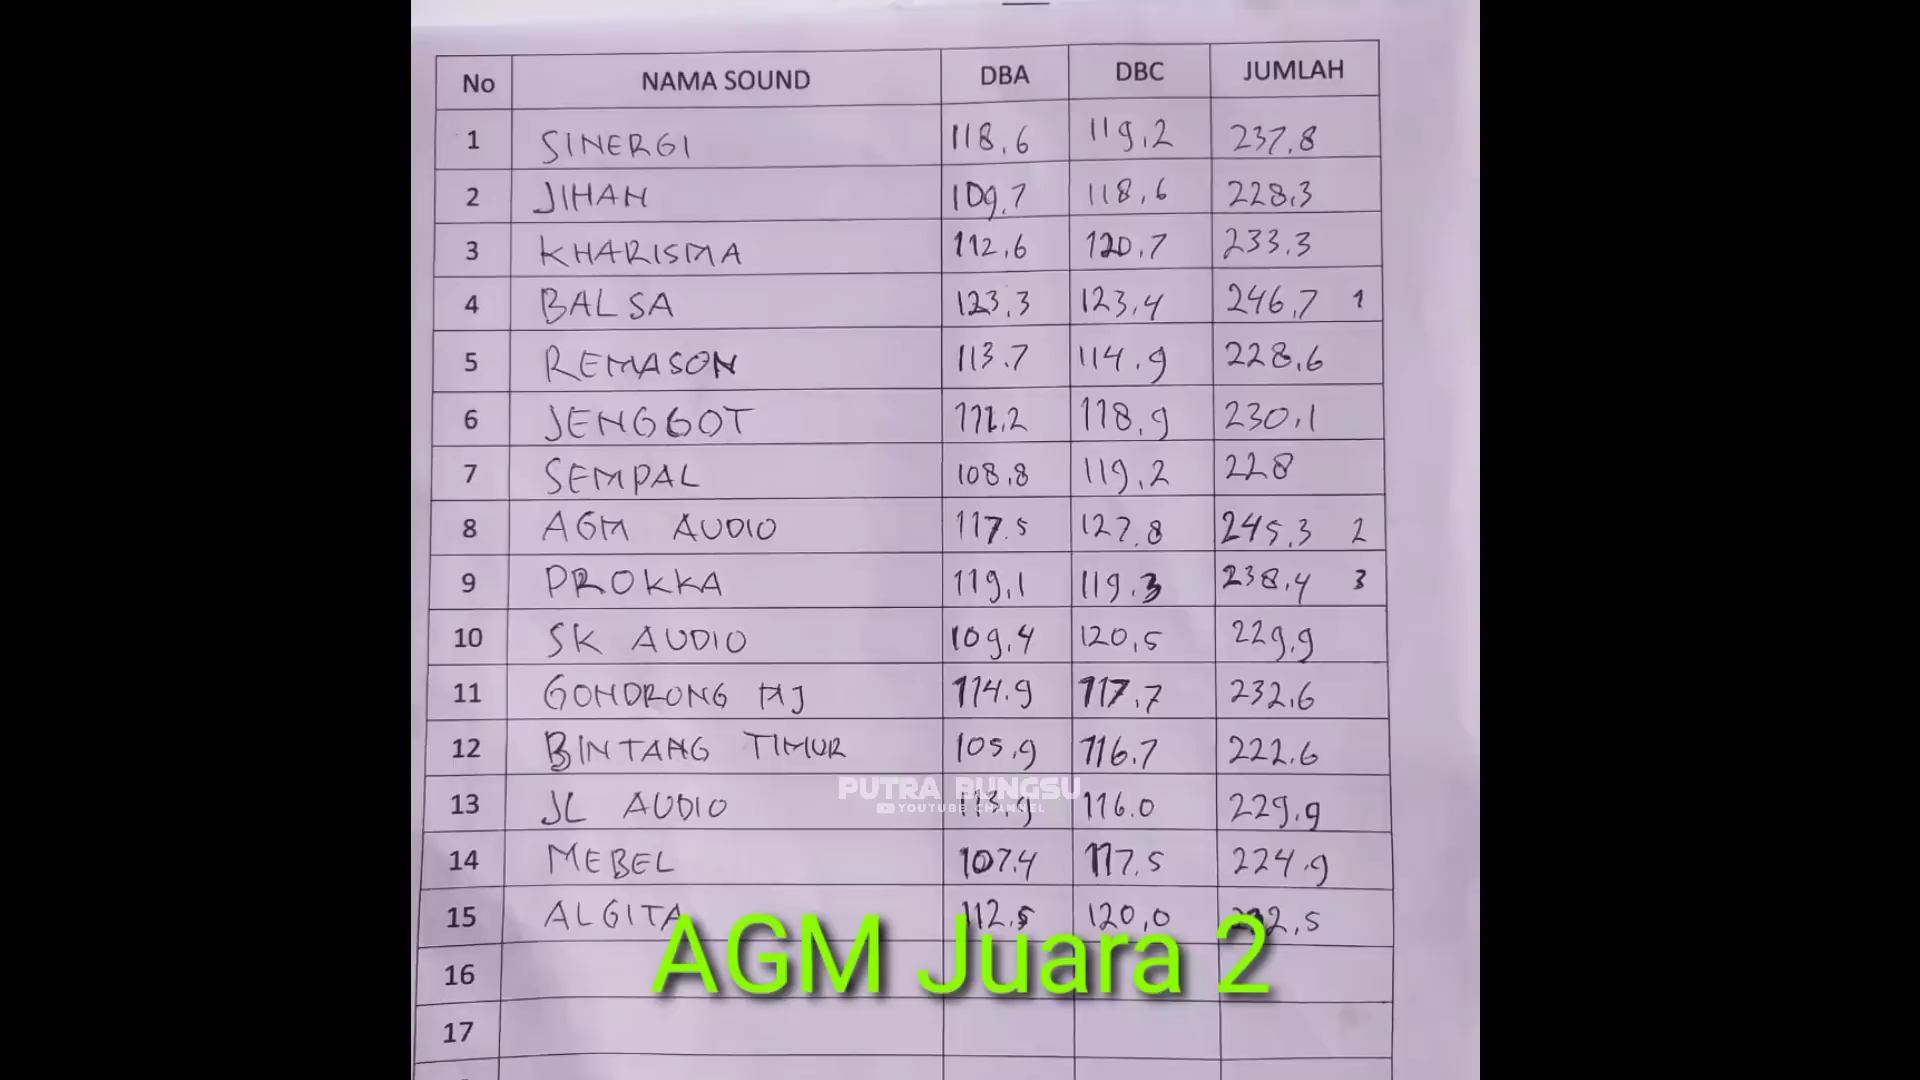 No NAMA SOUND DBA DBC JUMLAH
1 SINERGI 118,6 119,2 237,8
2 JIHAN 109,7 118,6 228,3
3 KHARISMA 112,6 120,7 233.3
4 BALSA 123,3 123,4 246,7 1
5 REMASON 113.7 114.9 228,6
6 JENGGOT 111,2 118,9 230,1
7 SEMPAL 108,8 119,2 228
8 AGM AUDIO 117.5 127.8 245,3 2
9 PROKKA 119,1 119.3 238,4 3
10 SK AUDIO 109,4 120,5 229,9
11 GONDRONG MJ 114.9 117,7 232,6
12 BINTANG TIMUR 105,9 116.7 222.6
PUTRA BUNGSU
YOUTUBE CHANNEL
13 JL AUDIO 113,9 116.0 229,9
14 MEBEL 107,4 117,5 224,9
15 ALGITA 112,5 120,0 232,5
AGM Juara 2
16
17